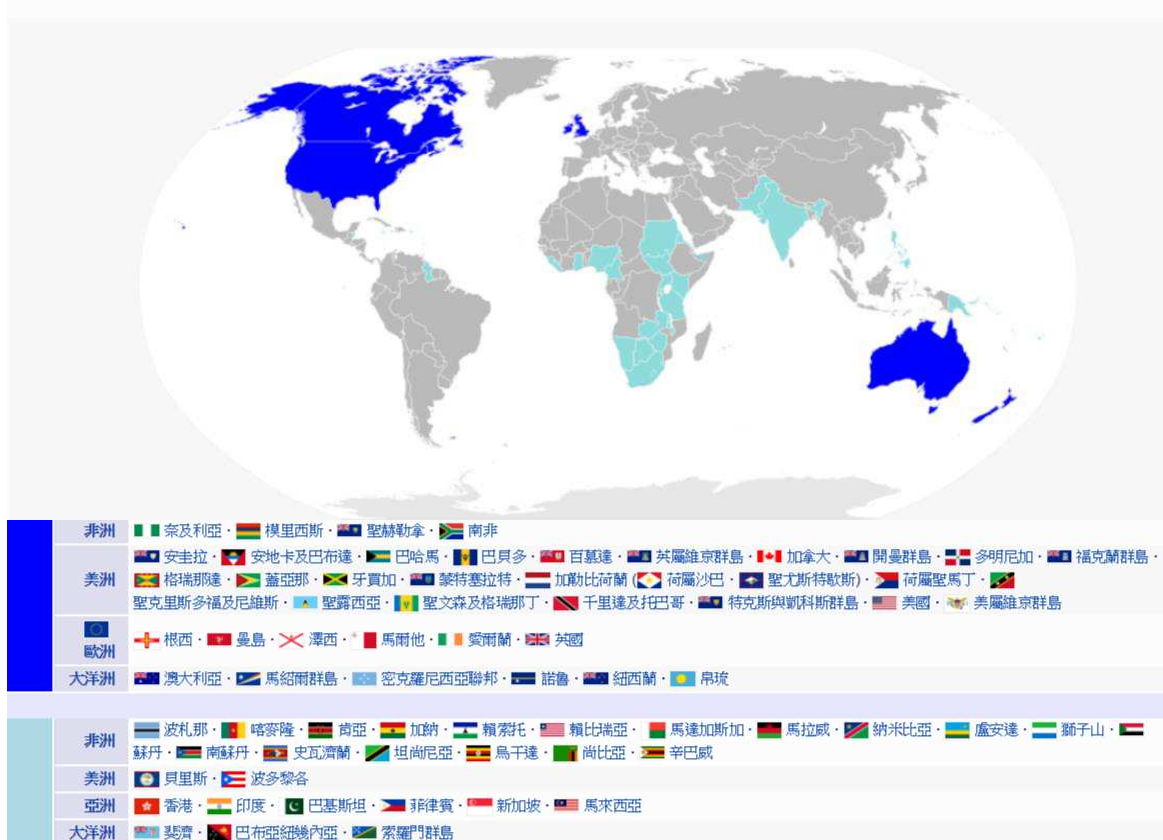 非洲 奈及利亞 · 模里西斯 · 聖赫勒拿 · 南非
安圭拉 · 安地卡及巴布達 · 巴哈馬 · 巴貝多 · 百慕達 · 英屬維京群島 · 加拿大 · 開曼群島 · 多明尼加 · 福克蘭群島 ·
美洲 格瑞那達 · 蓋亞那 · 牙買加 · 蒙特塞拉特 · 加勒比荷蘭 ( 荷屬沙巴 · 聖尤斯特歇斯) · 荷屬聖馬丁 ·
聖克里斯多福及尼維斯 · 聖露西亞 · 聖文森及格瑞那丁 · 千里達及托巴哥 · 特克斯與凱科斯群島 · 美國 · 美屬維京群島
歐洲 根西 · 曼島 · 澤西 · 馬爾他 · 愛爾蘭 · 英國
大洋洲 澳大利亞 · 馬紹爾群島 · 密克羅尼西亞聯邦 · 諾魯 · 紐西蘭 · 帛琉
非洲 波札那 · 喀麥隆 · 肯亞 · 加納 · 賴索托 · 賴比瑞亞 · 馬達加斯加 · 馬拉威 · 納米比亞 · 盧安達 · 獅子山 ·
蘇丹 · 南蘇丹 · 史瓦濟蘭 · 坦尚尼亞 · 烏干達 · 尚比亞 · 辛巴威
美洲 貝里斯 · 波多黎各
亞洲 香港 · 印度 · 巴基斯坦 · 菲律賓 · 新加坡 · 馬來西亞
大洋洲 斐濟 · 巴布亞紐幾內亞 · 索羅門群島